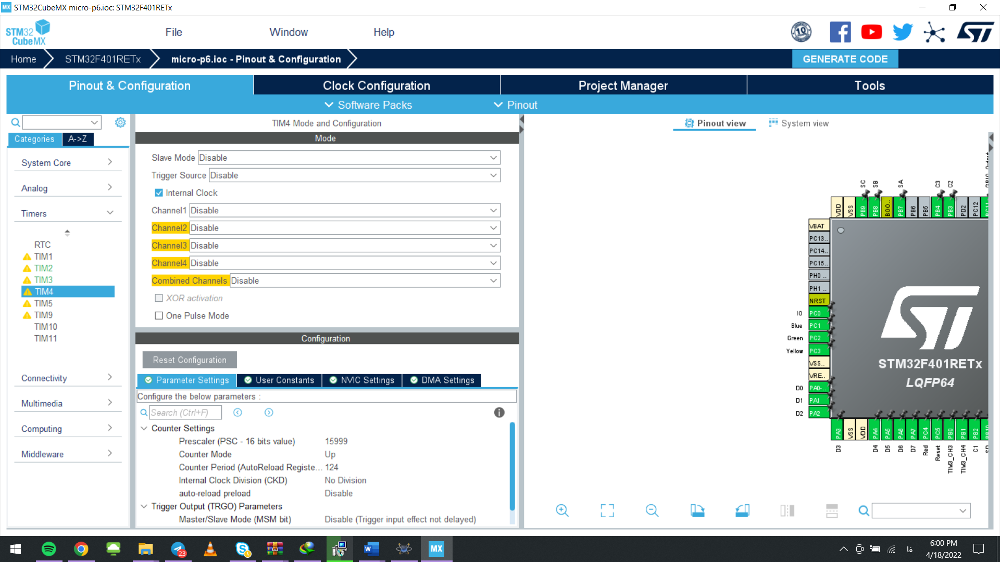 MX STM32CubeMX micro-p6.ioc: STM32F401RETx
STM32 CubeMX
File Window Help
10
Home STM32F401RETx micro-p6.ioc - Pinout & Configuration GENERATE CODE
Pinout & Configuration Clock Configuration Project Manager Tools
Software Packs Pinout
TIM4 Mode and Configuration
Pinout view System view
Categories A->Z
Mode
System Core
Analog
Timers
RTC
TIM1
TIM2
TIM3
TIM4
TIM5
TIM9
TIM10
TIM11
Connectivity
Multimedia
Computing
Middleware
Slave Mode Disable
Trigger Source Disable
Internal Clock
Channel1 Disable
Channel2 Disable
Channel3 Disable
Channel4 Disable
Combined Channels Disable
XOR activation
One Pulse Mode
Configuration
Reset Configuration
Parameter Settings User Constants NVIC Settings DMA Settings
Configure the below parameters :
Search (Ctrl+F)
Counter Settings
Prescaler (PSC - 16 bits value) 15999
Counter Mode Up
Counter Period (AutoReload Registe... 124
Internal Clock Division (CKD) No Division
auto-reload preload Disable
Trigger Output (TRGO) Parameters
Master/Slave Mode (MSM bit) Disable (Trigger input effect not delayed)
SC SB SA C3 C2 GPIO_Output
VDD VSS PB9 PB8 BOO.. PB7 PB6 PB5 PB4 PB3 PD2 PC12 PC11
VBAT
PC13..
PC14..
PC15..
PH0 ..
PH1 ..
NRST
IO PC0
Blue PC1
Green PC2
Yellow PC3
VSS..
VRE..
D0 PA0-..
D1 PA1
D2 PA2
STM32F401RETx
LQFP64
PA3 VSS VDD PA4 PA5 PA6 PA7 PC4 PC5 PB0 PB1 PB2 PB10
D3 D4 D5 D6 D7 Red Reset TIM3_CH3 TIM3_CH4 C1
23
MX
فا
6:00 PM
4/18/2022